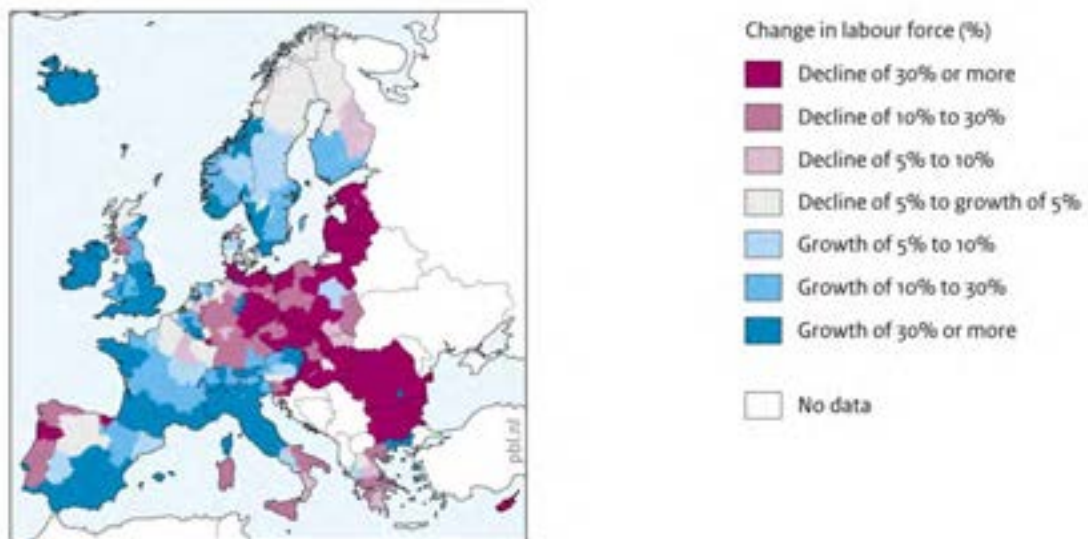 Change in labour force (%)
Decline of 30% or more
Decline of 10% to 30%
Decline of 5% to 10%
Decline of 5% to growth of 5%
Growth of 5% to 10%
Growth of 10% to 30%
Growth of 30% or more
No data
pbl.nl